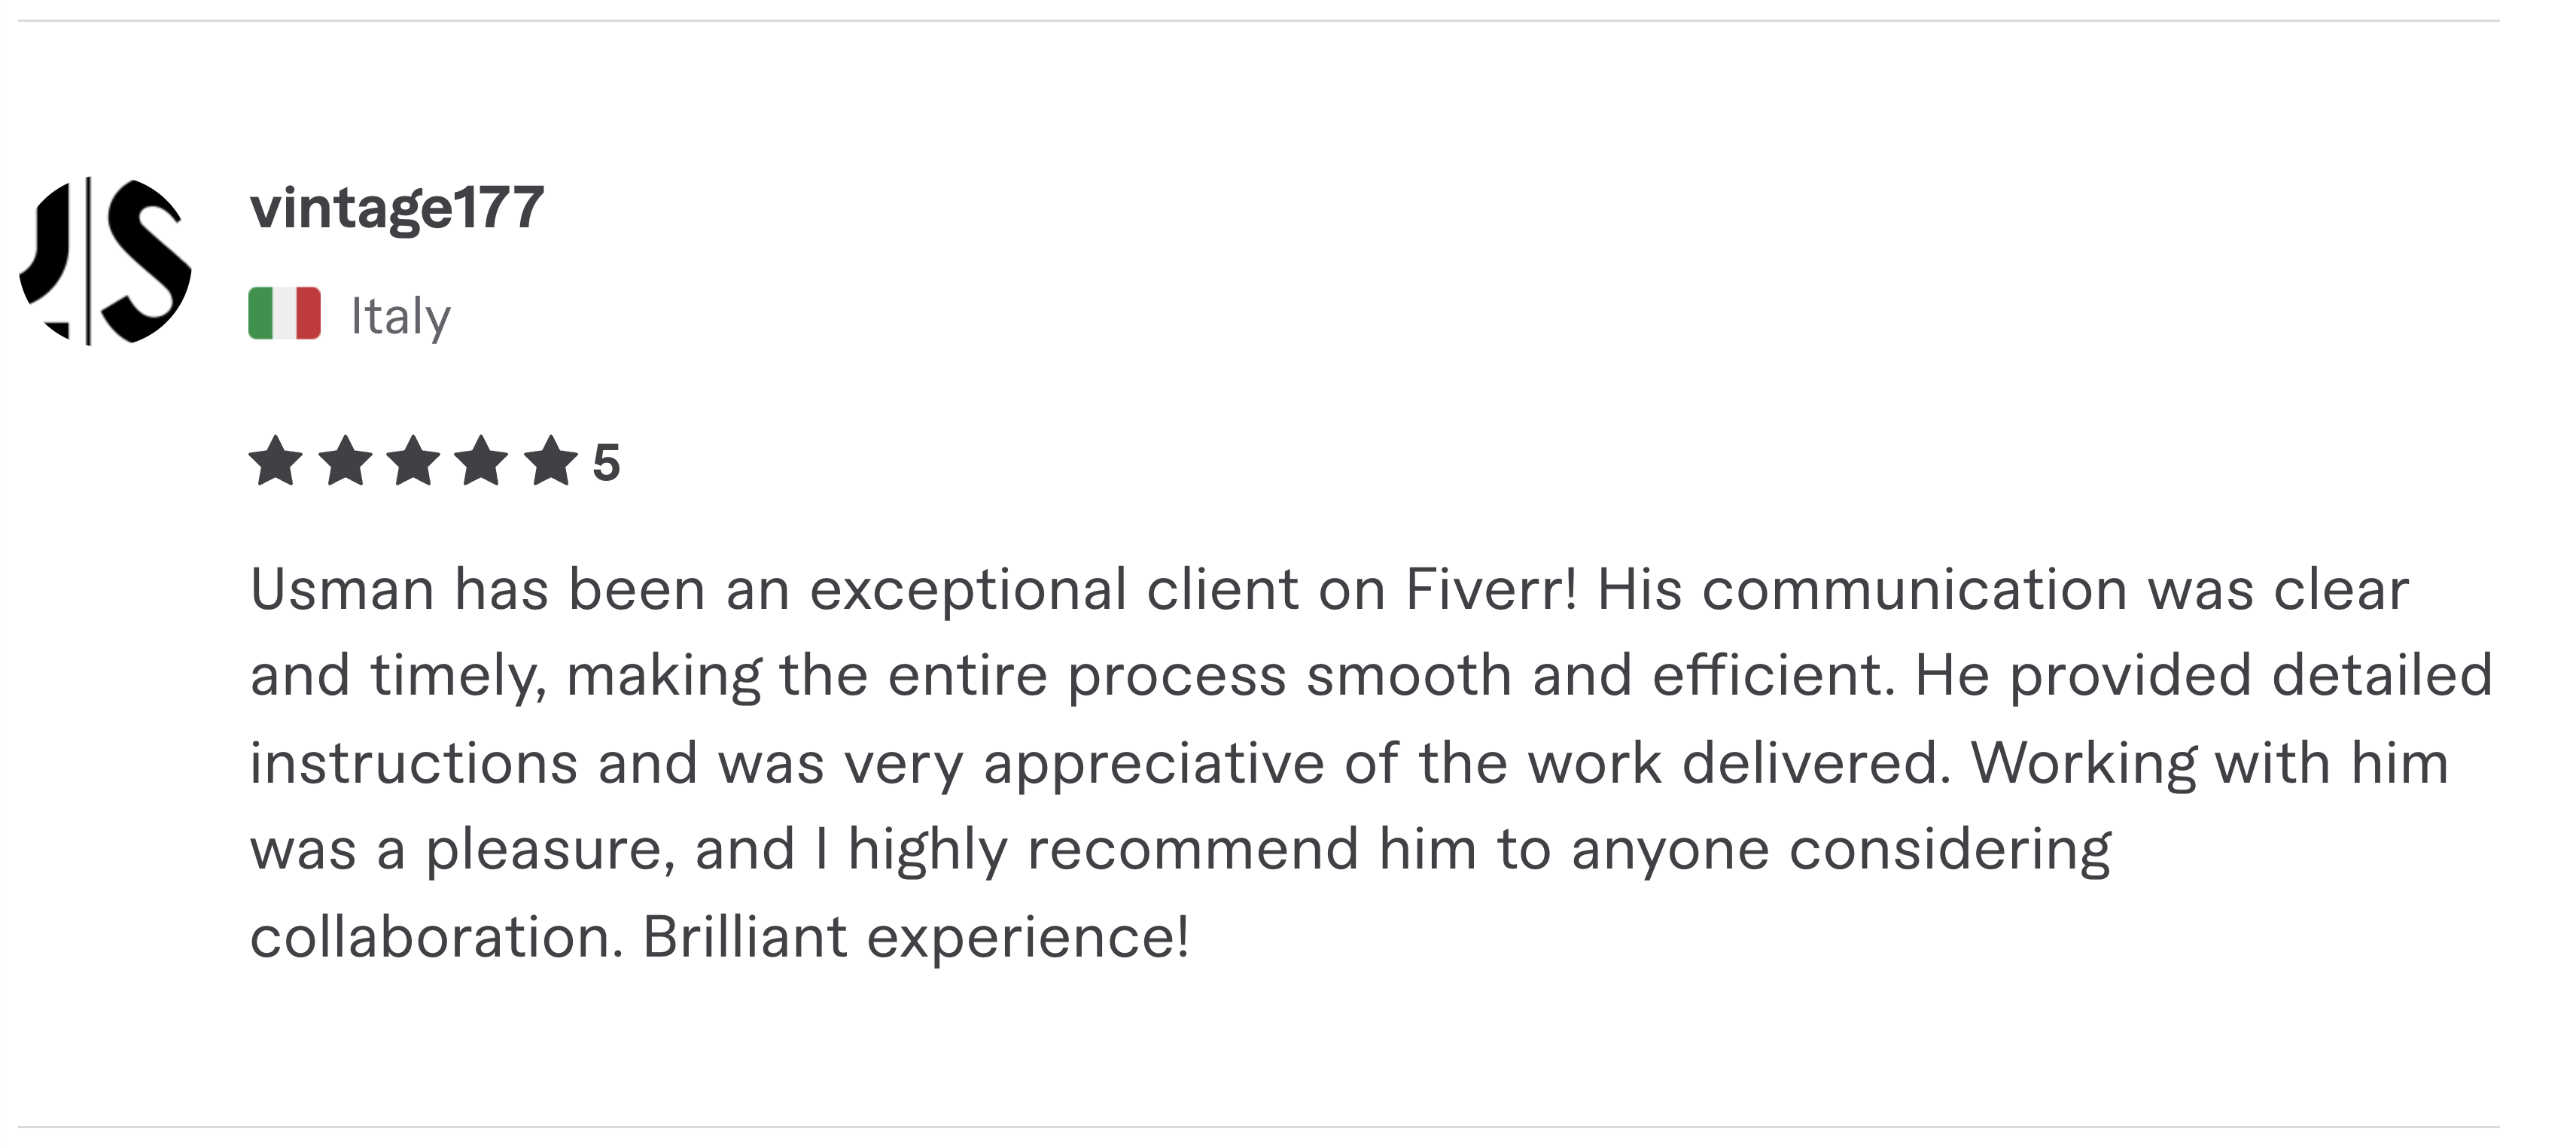 J|S
vintage177
Italy
5
Usman has been an exceptional client on Fiverr! His communication was clear
and timely, making the entire process smooth and efficient. He provided detailed
instructions and was very appreciative of the work delivered. Working with him
was a pleasure, and I highly recommend him to anyone considering
collaboration. Brilliant experience!